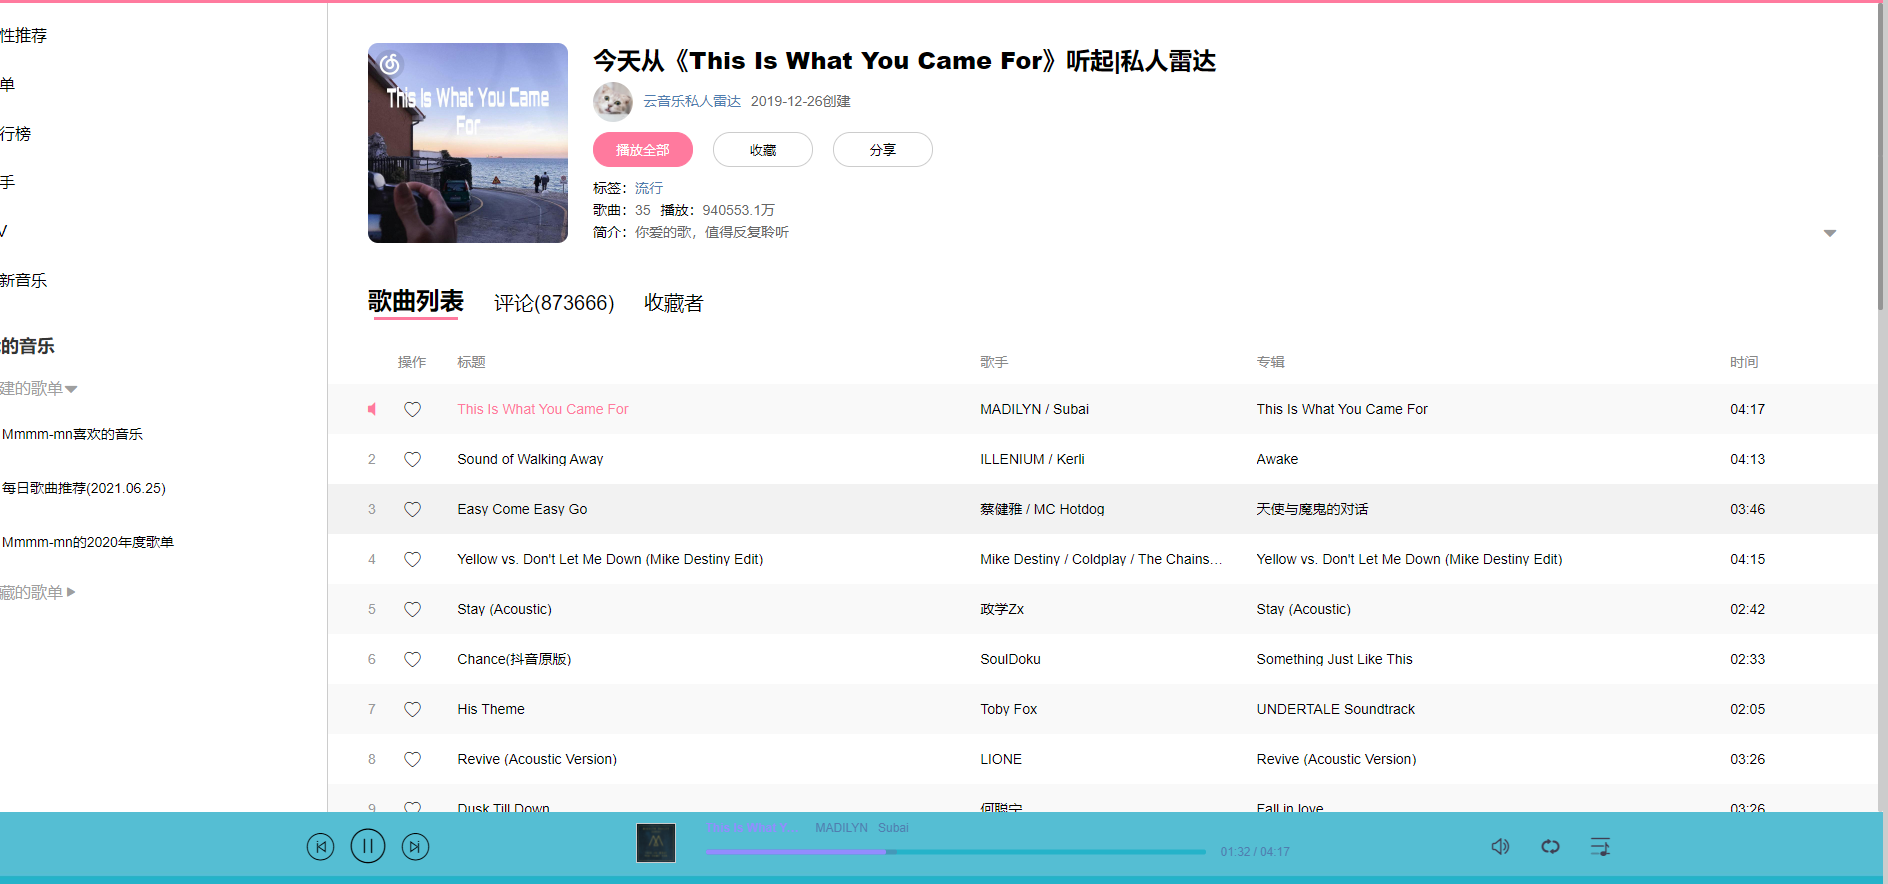 性推荐
单
行榜
手
V
新音乐
的音乐
建的歌单
Mmmm-mn喜欢的音乐
每日歌曲推荐(2021.06.25)
Mmmm-mn的2020年度歌单
藏的歌单
This Is What You Came
For
今天从《This Is What You Came For》听起|私人雷达
云音乐私人雷达 2019-12-26创建
播放全部 收藏 分享
标签：流行
歌曲：35 播放：940553.1万
简介：你爱的歌，值得反复聆听
歌曲列表 评论(873666) 收藏者
操作 标题 歌手 专辑 时间
This Is What You Came For MADILYN / Subai This Is What You Came For 04:17
2 Sound of Walking Away ILLENIUM / Kerli Awake 04:13
3 Easy Come Easy Go 蔡健雅 / MC Hotdog 天使与魔鬼的对话 03:46
4 Yellow vs. Don't Let Me Down (Mike Destiny Edit) Mike Destiny / Coldplay / The Chains… Yellow vs. Don't Let Me Down (Mike Destiny Edit) 04:15
5 Stay (Acoustic) 政学Zx Stay (Acoustic) 02:42
6 Chance(抖音原版) SoulDoku Something Just Like This 02:33
7 His Theme Toby Fox UNDERTALE Soundtrack 02:05
8 Revive (Acoustic Version) LIONE Revive (Acoustic Version) 03:26
9 Dusk Till Down 何聪宁 Fall in love 03:26
This Is What Y... MADILYN Subai
01:32 / 04:17